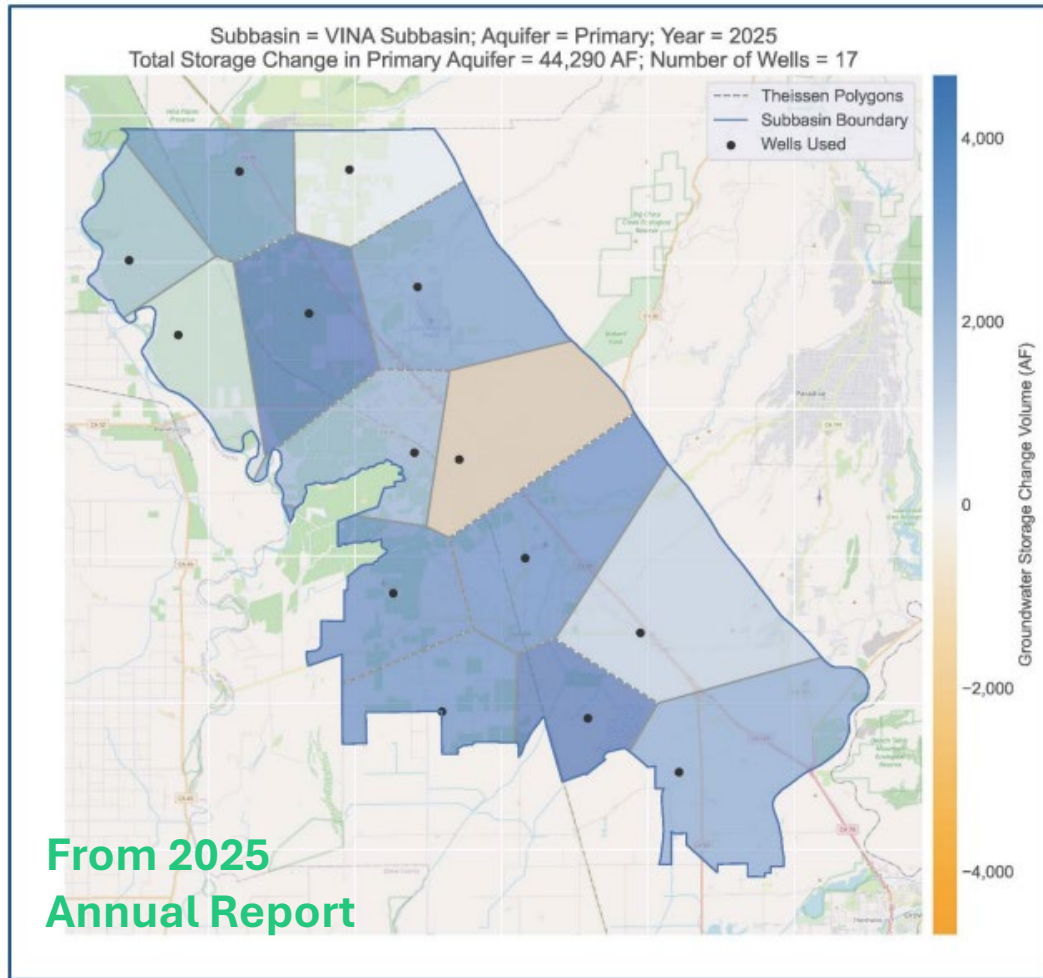 Subbasin = VINA Subbasin; Aquifer = Primary; Year = 2025
Total Storage Change in Primary Aquifer = 44,290 AF; Number of Wells = 17
Theissen Polygons
Subbasin Boundary
Wells Used
4,000
2,000
0
−2,000
−4,000
Groundwater Storage Change Volume (AF)
Paradise
From 2025
Annual Report